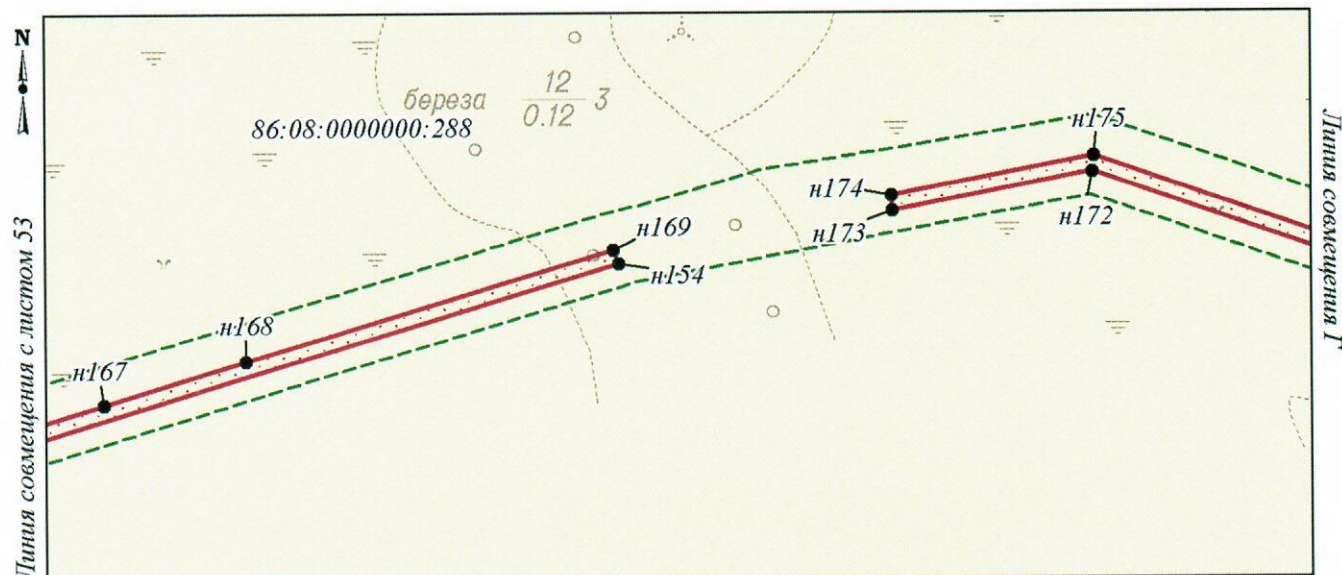 N
береза 12/0.12 3
86:08:0000000:288
н175
н174
н173
н172
н169
н154
н168
н167
Линия совмещения с листом 53
Линия совмещения Г